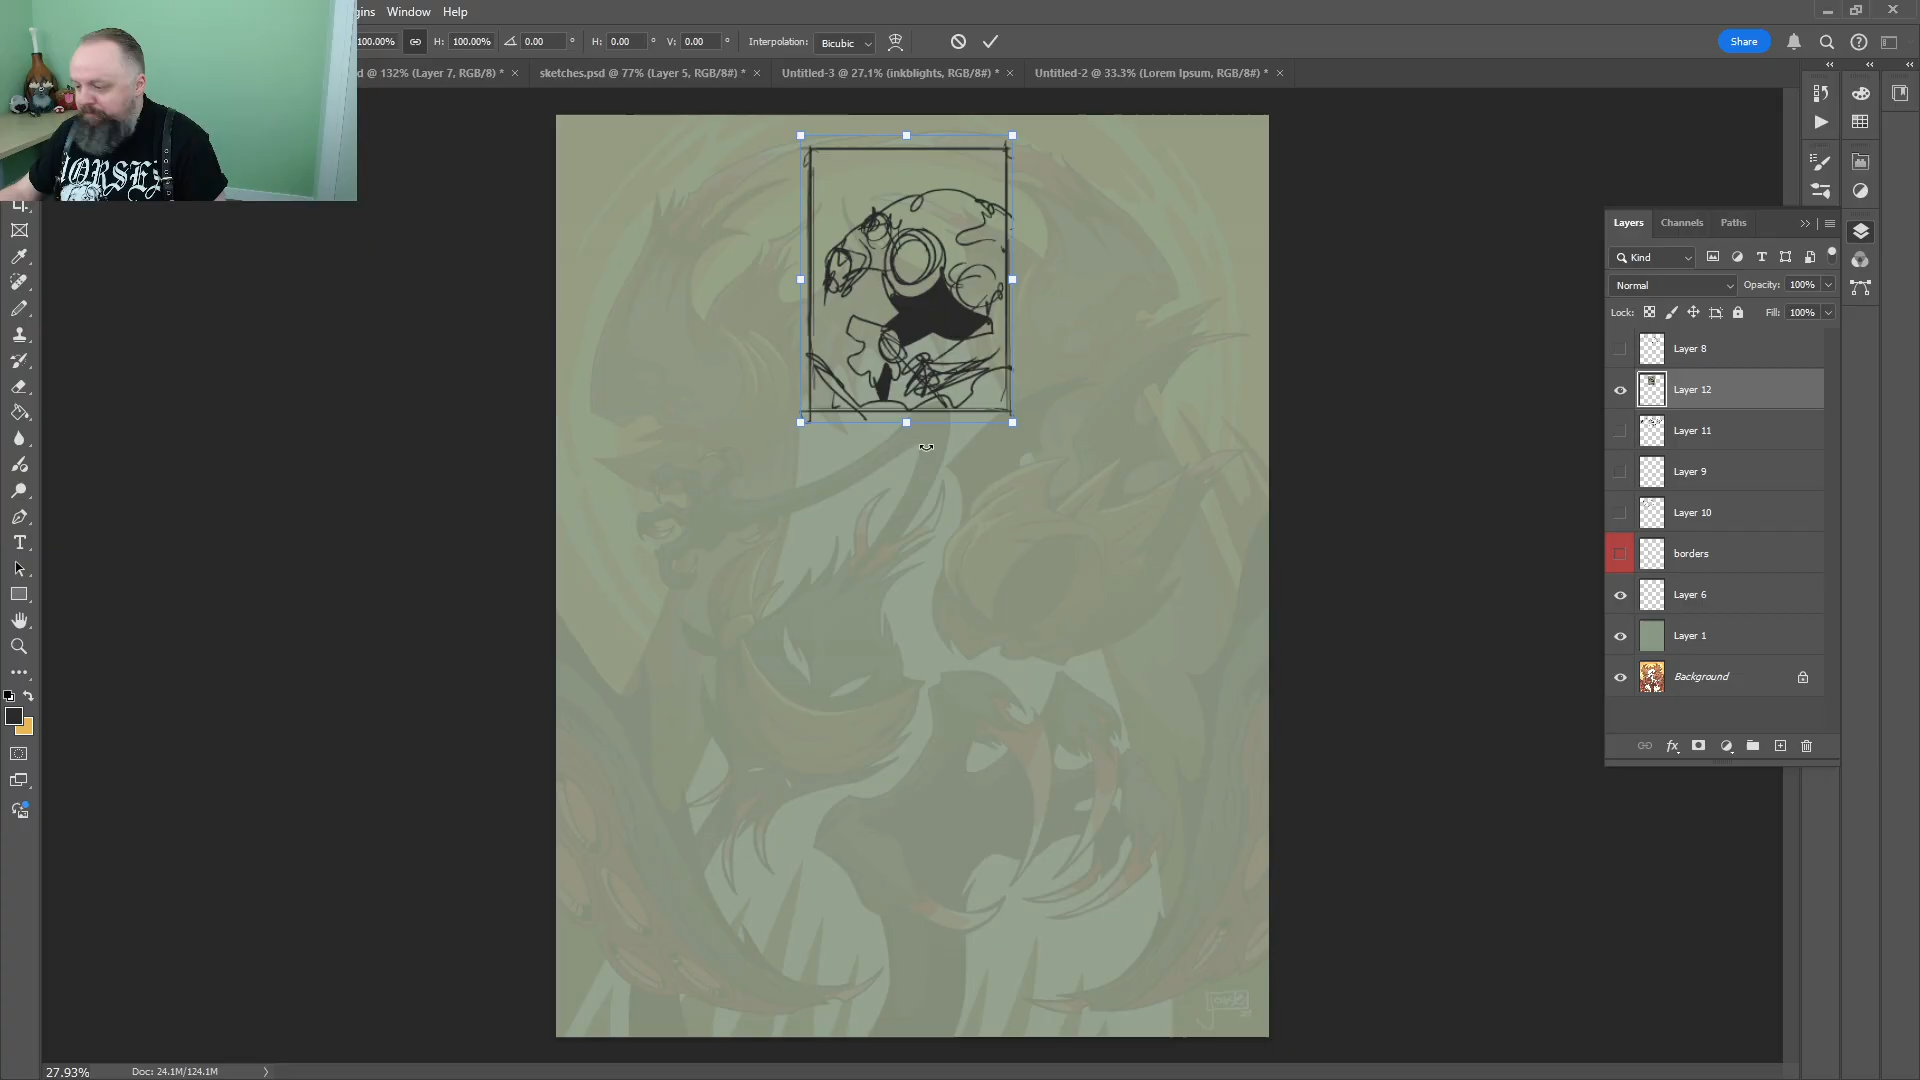 gins Window Help
100.00% H: 100.00% 0.00 ° H: 0.00 ° V: 0.00 ° Interpolation: Bicubic Share
d @ 132% (Layer 7, RGB/8) * × sketches.psd @ 77% (Layer 5, RGB/8#) * × Untitled-3 @ 27.1% (inkblights, RGB/8#) * × Untitled-2 @ 33.3% (Lorem Ipsum, RGB/8#) * ×
HORSE
Layers Channels Paths
Kind
Normal Opacity: 100%
Lock: Fill: 100%
Layer 8
Layer 12
Layer 11
Layer 9
Layer 10
borders
Layer 6
Layer 1
Background
fx
27.93% Doc: 24.1M/124.1M